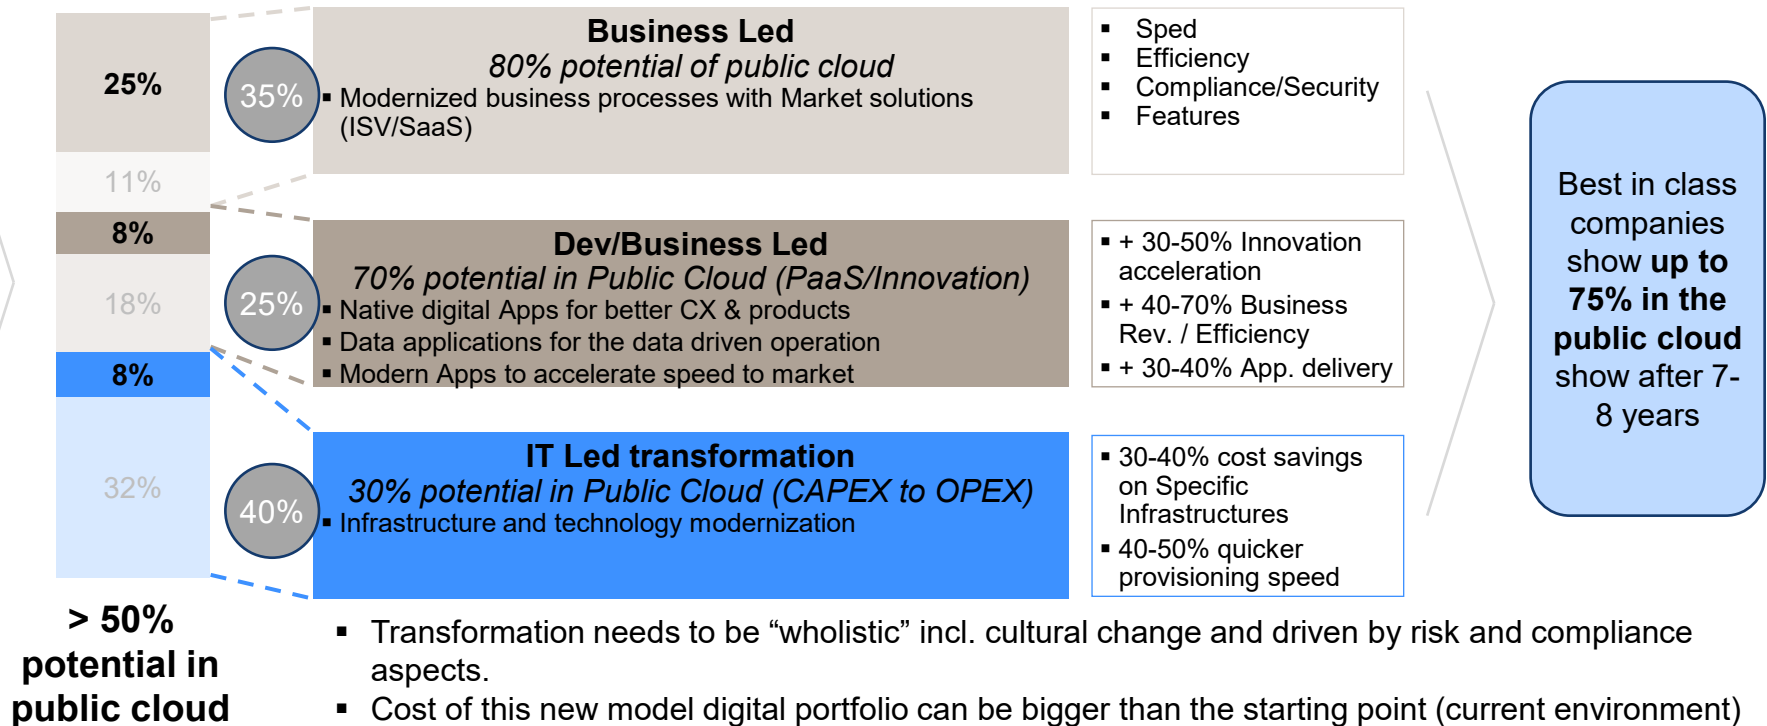 25%
11%
8%
18%
8%
32%
> 50%
potential in
public cloud
35%
Business Led
80% potential of public cloud
▪ Modernized business processes with Market solutions
(ISV/SaaS)
▪ Sped
▪ Efficiency
▪ Compliance/Security
▪ Features
25%
Dev/Business Led
70% potential in Public Cloud (PaaS/Innovation)
▪ Native digital Apps for better CX & products
▪ Data applications for the data driven operation
▪ Modern Apps to accelerate speed to market
▪ + 30-50% Innovation
acceleration
▪ + 40-70% Business
Rev. / Efficiency
▪ + 30-40% App. delivery
40%
IT Led transformation
30% potential in Public Cloud (CAPEX to OPEX)
▪ Infrastructure and technology modernization
▪ 30-40% cost savings
on Specific
Infrastructures
▪ 40-50% quicker
provisioning speed
Best in class
companies
show up to
75% in the
public cloud
show after 7-
8 years
▪ Transformation needs to be “wholistic” incl. cultural change and driven by risk and compliance
aspects.
▪ Cost of this new model digital portfolio can be bigger than the starting point (current environment)